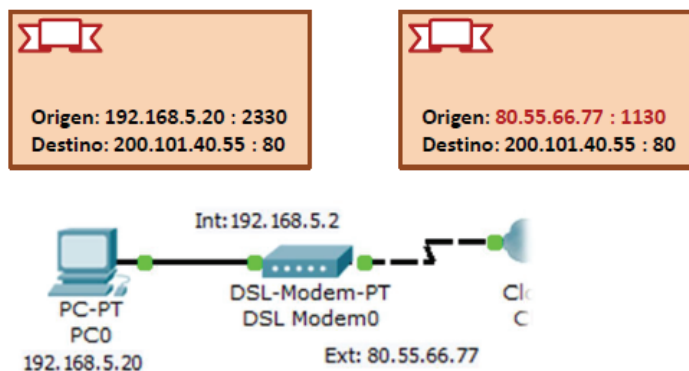 Origen: 192.168.5.20 : 2330
Destino: 200.101.40.55 : 80
Origen: 80.55.66.77 : 1130
Destino: 200.101.40.55 : 80
Int:192.168.5.2
PC-PT
PC0
192.168.5.20
DSL-Modem-PT
DSL Modem0
Ext: 80.55.66.77